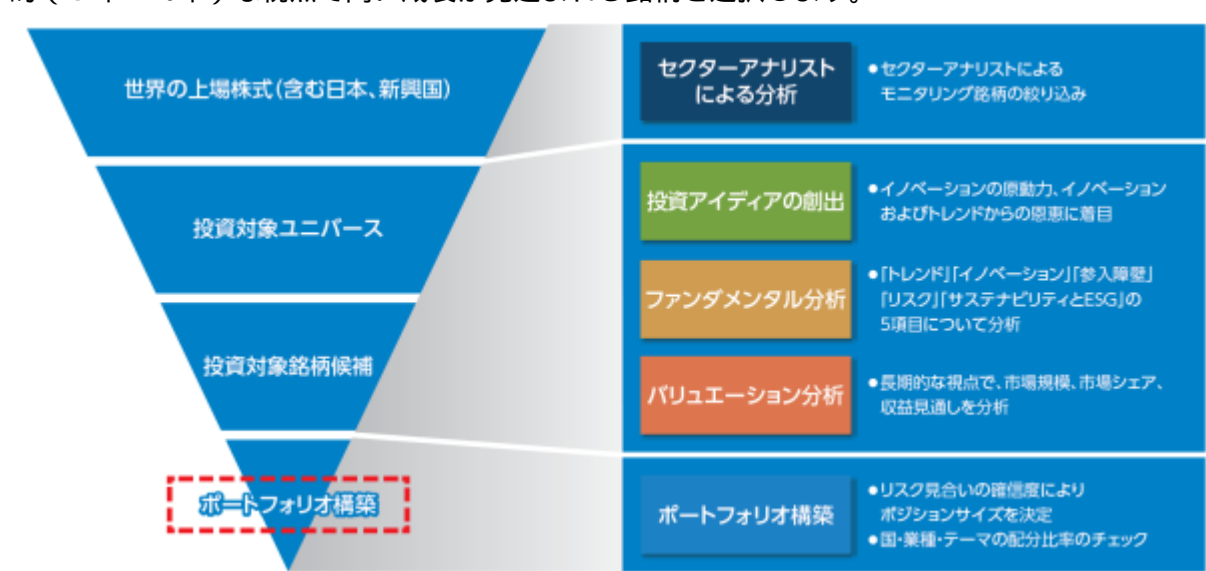 世界の上場株式(含む日本、新興国)
投資対象ユニバース
投資対象銘柄候補
ポートフォリオ構築
セクターアナリスト
による分析
●セクターアナリストによる
モニタリング銘柄の絞り込み
投資アイディアの創出
●イノベーションの原動力、イノベーション
およびトレンドからの恩恵に着目
ファンダメンタル分析
●「トレンド」「イノベーション」「参入障壁」
「リスク」「サステナビリティとESG」の
5項目について分析
バリュエーション分析
●長期的な視点で、市場規模、市場シェア、
収益見通しを分析
ポートフォリオ構築
●リスク見合いの確信度により
ポジションサイズを決定
●国・業種・テーマの配分比率のチェック